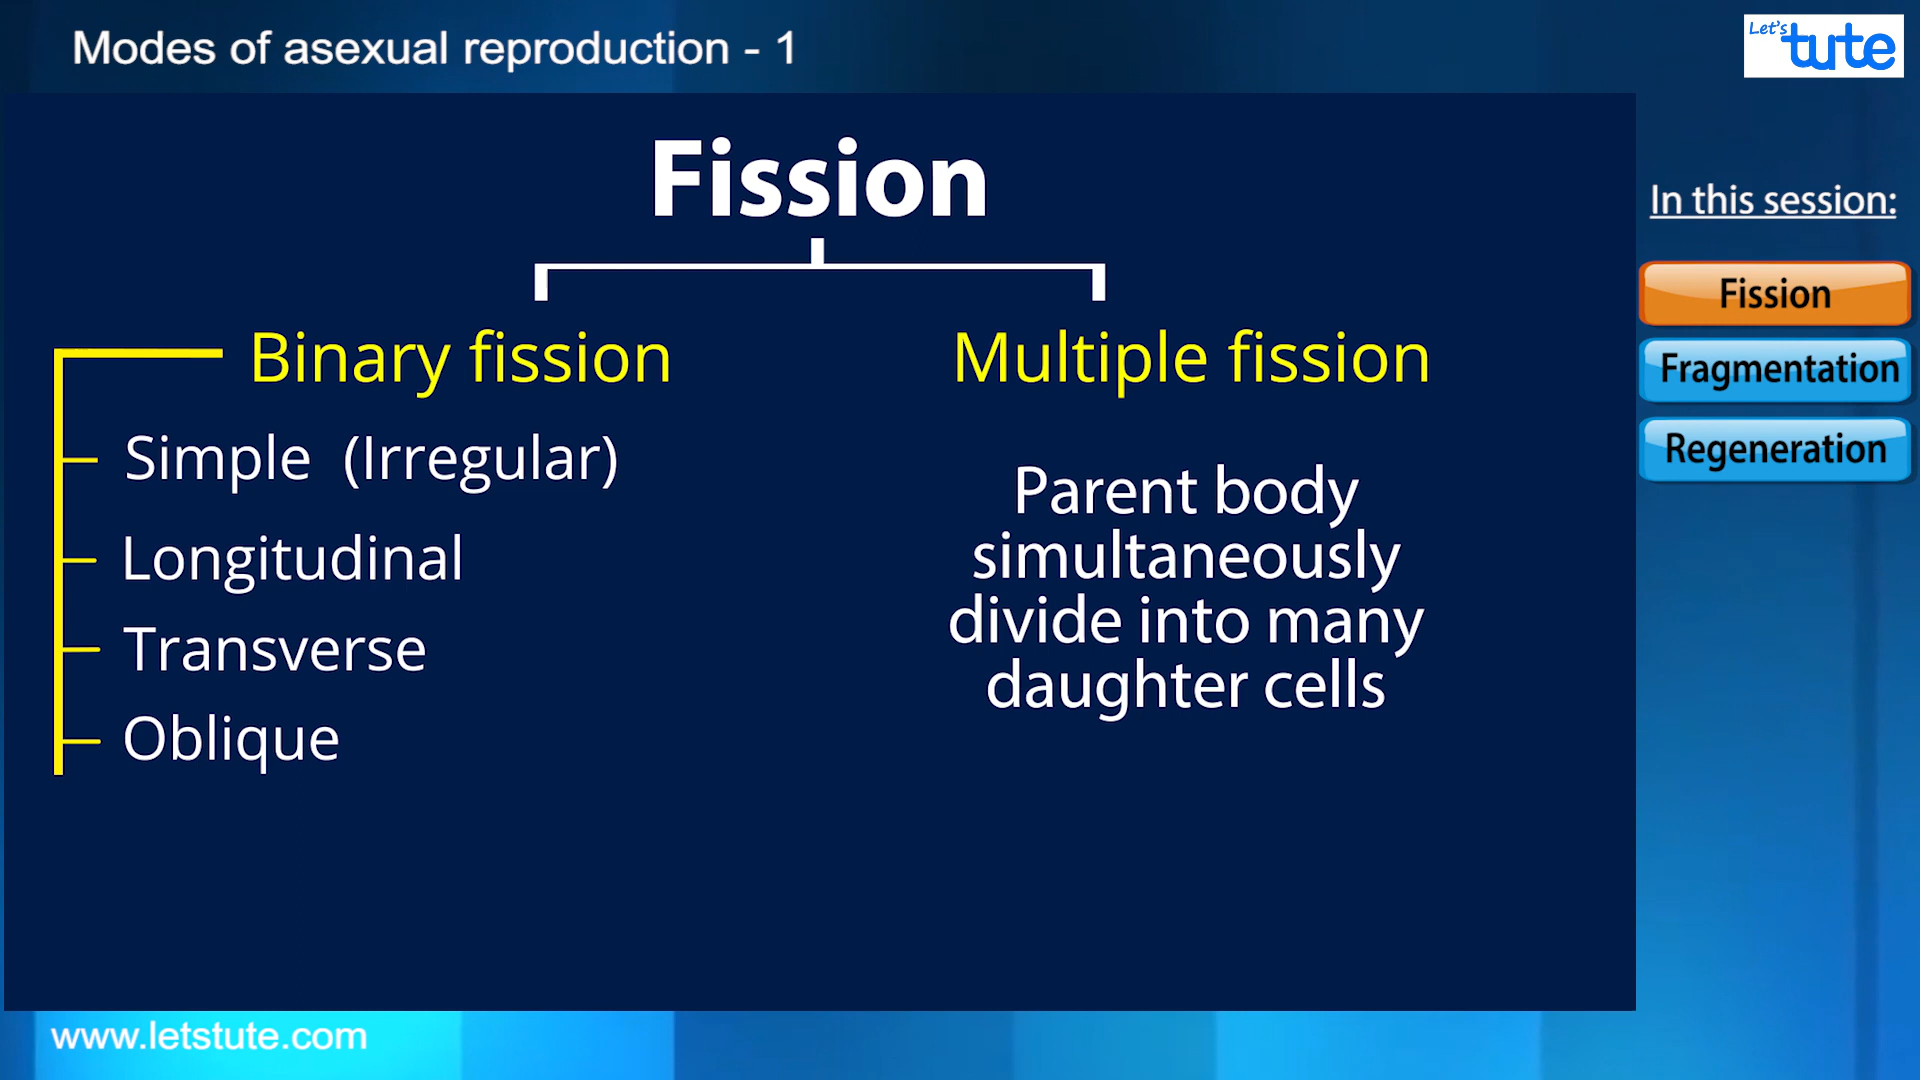 Modes of asexual reproduction - 1
Let's tute
Fission
In this session:
Fission
Fragmentation
Regeneration
Binary fission
Simple (Irregular)
Longitudinal
Transverse
Oblique
Multiple fission
Parent body
simultaneously
divide into many
daughter cells
www.letstute.com